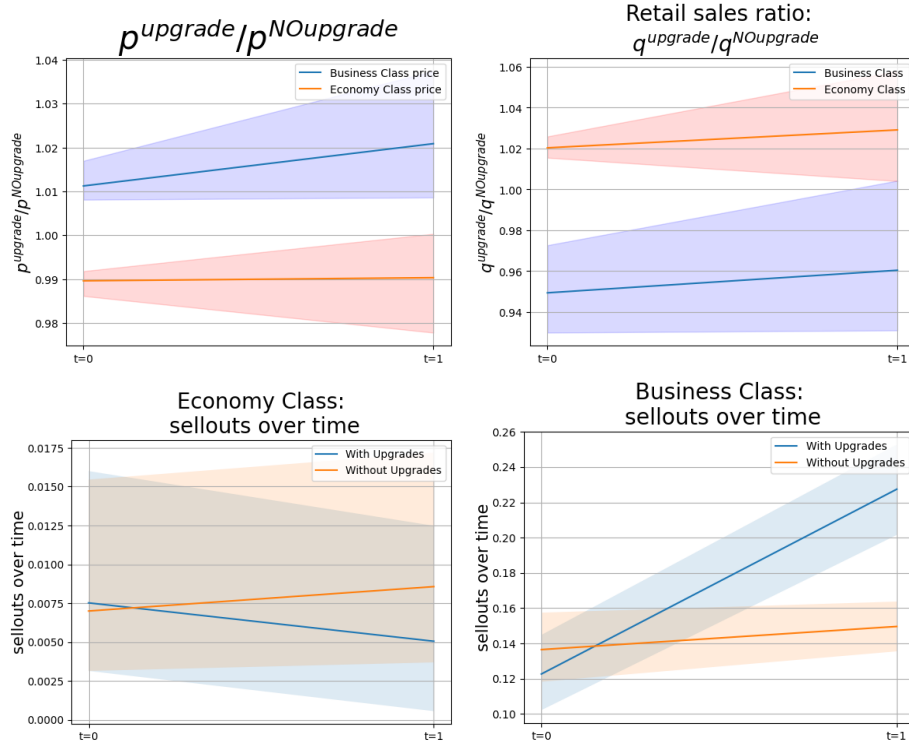 p^upgrade/p^NOupgrade
1.04
1.03
1.02
1.01
1.00
0.99
0.98
p^upgrade/p^NOupgrade
Business Class price
Economy Class price
t=0
t=1
Retail sales ratio:
q^upgrade/q^NOupgrade
1.06
1.04
1.02
1.00
0.98
0.96
0.94
q^upgrade/q^NOupgrade
Business Class
Economy Class
t=0
t=1
Economy Class:
sellouts over time
0.0175
0.0150
0.0125
0.0100
0.0075
0.0050
0.0025
0.0000
sellouts over time
With Upgrades
Without Upgrades
t=0
t=1
Business Class:
sellouts over time
0.26
0.24
0.22
0.20
0.18
0.16
0.14
0.12
0.10
sellouts over time
With Upgrades
Without Upgrades
t=0
t=1